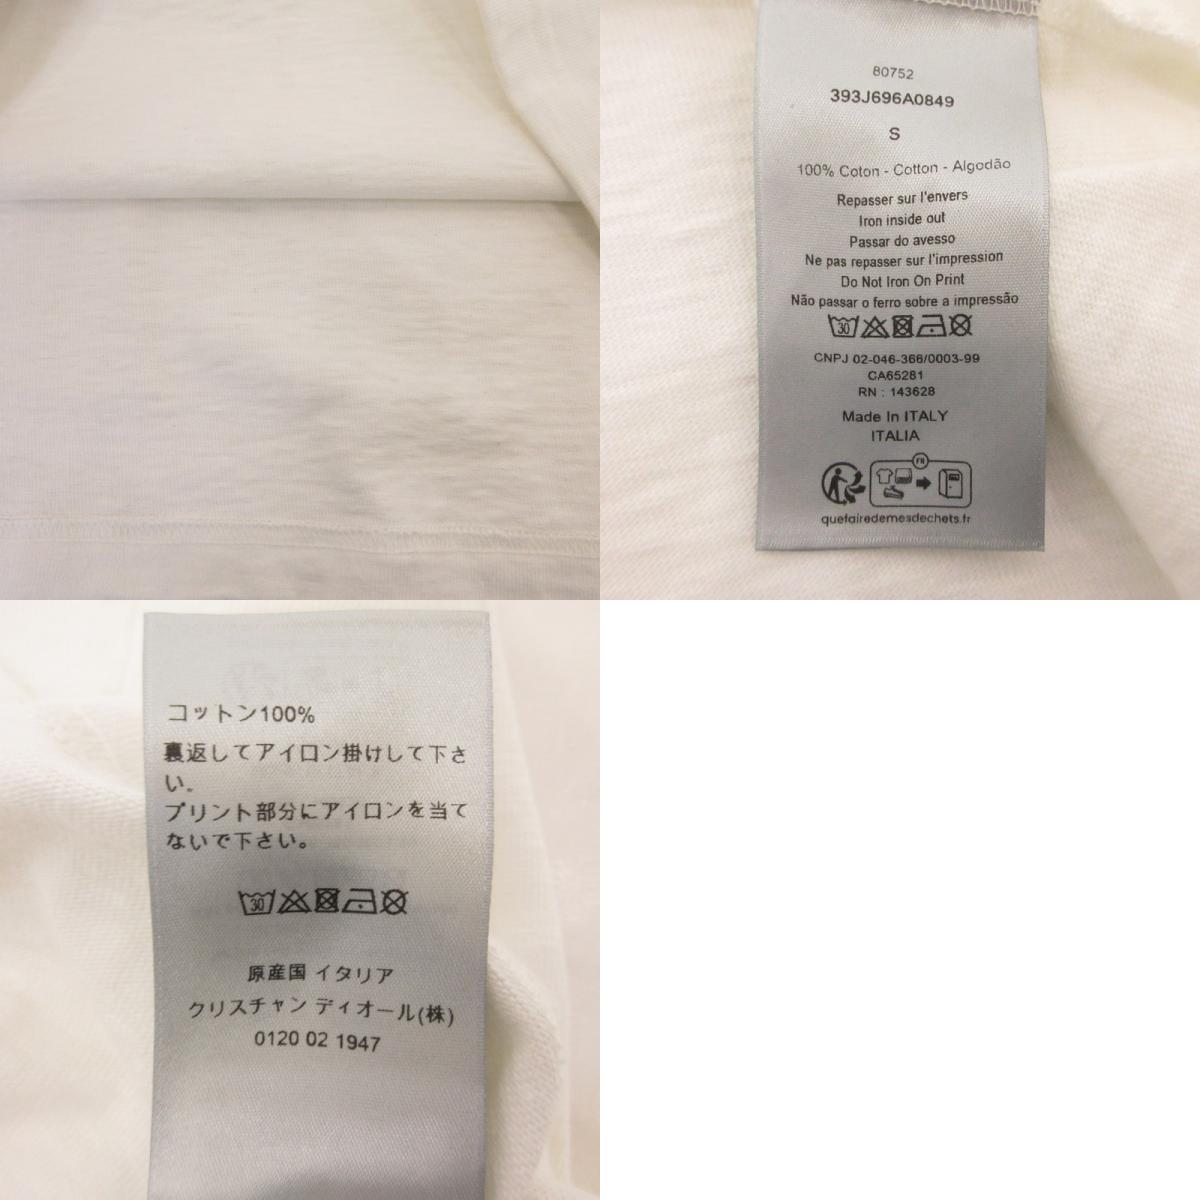 80752
393J696A0849
S
100% Coton - Cotton - Algodão
Repasser sur l'envers
Iron inside out
Passar do avesso
Ne pas repasser sur l'impression
Do Not Iron On Print
Não passar o ferro sobre a impressão
30
CNPJ 02-046-366/0003-99
CA65281
RN : 143628
Made In ITALY
ITALIA
FR
quefairedemesdechets.fr
コットン100%
裏返してアイロン掛けして下さ
い。
プリント部分にアイロンを当て
ないで下さい。
30
原産国 イタリア
クリスチャン ディオール(株)
0120 02 1947